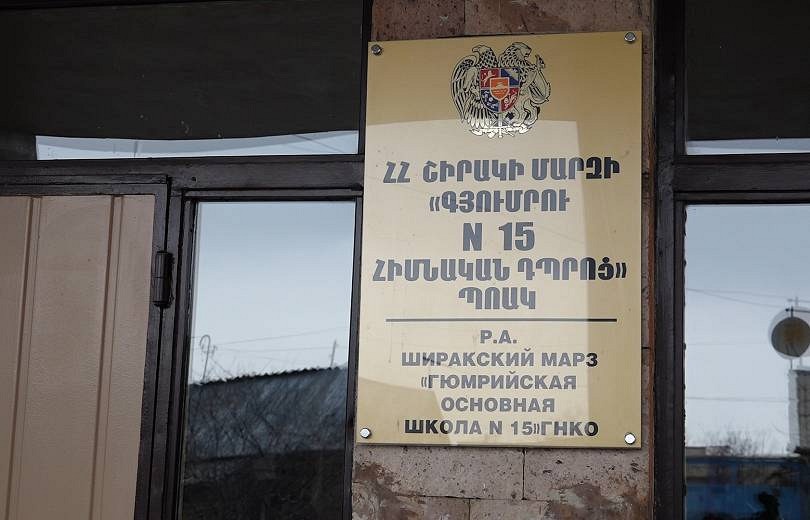 ՀՀ ՇԻՐԱԿԻ ՄԱՐԶԻ
«ԳՅՈՒՄՐՈՒ
N 15
ՀԻՄՆԱԿԱՆ ԴՊՐՈՑ»
ՊՈԱԿ
Р.А.
ШИРАКСКИЙ МАРЗ
«ГЮМРИЙСКАЯ
ОСНОВНАЯ
ШКОЛА N 15»ГНКО